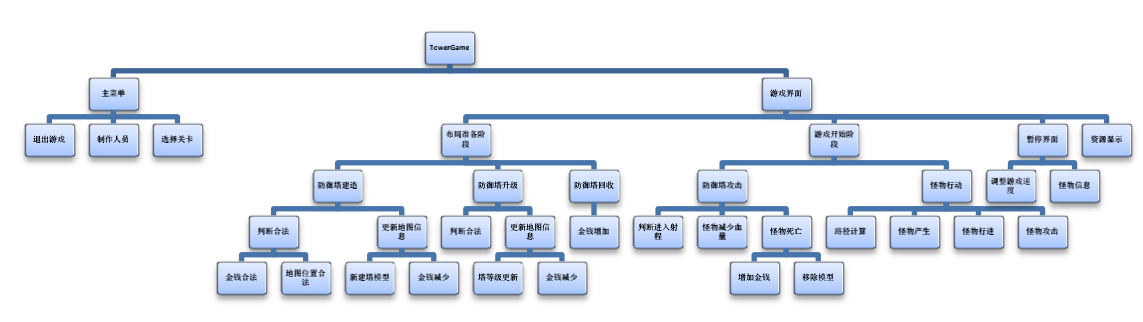 TowerGame
主菜单
游戏界面
退出游戏
制作人员
选择关卡
布局准备阶
段
游戏开始阶
段
暂停界面
资源显示
防御塔建造
防御塔升级
防御塔回收
防御塔攻击
怪物行动
调整游戏速
度
怪物信息
判断合法
更新地图信
息
判断合法
更新地图信
息
金钱增加
判断进入射
程
怪物减少血
量
怪物死亡
路径计算
怪物产生
怪物行进
怪物攻击
金钱合法
地图位置合
法
新建塔模型
金钱减少
塔等级更新
金钱减少
增加金钱
移除模型